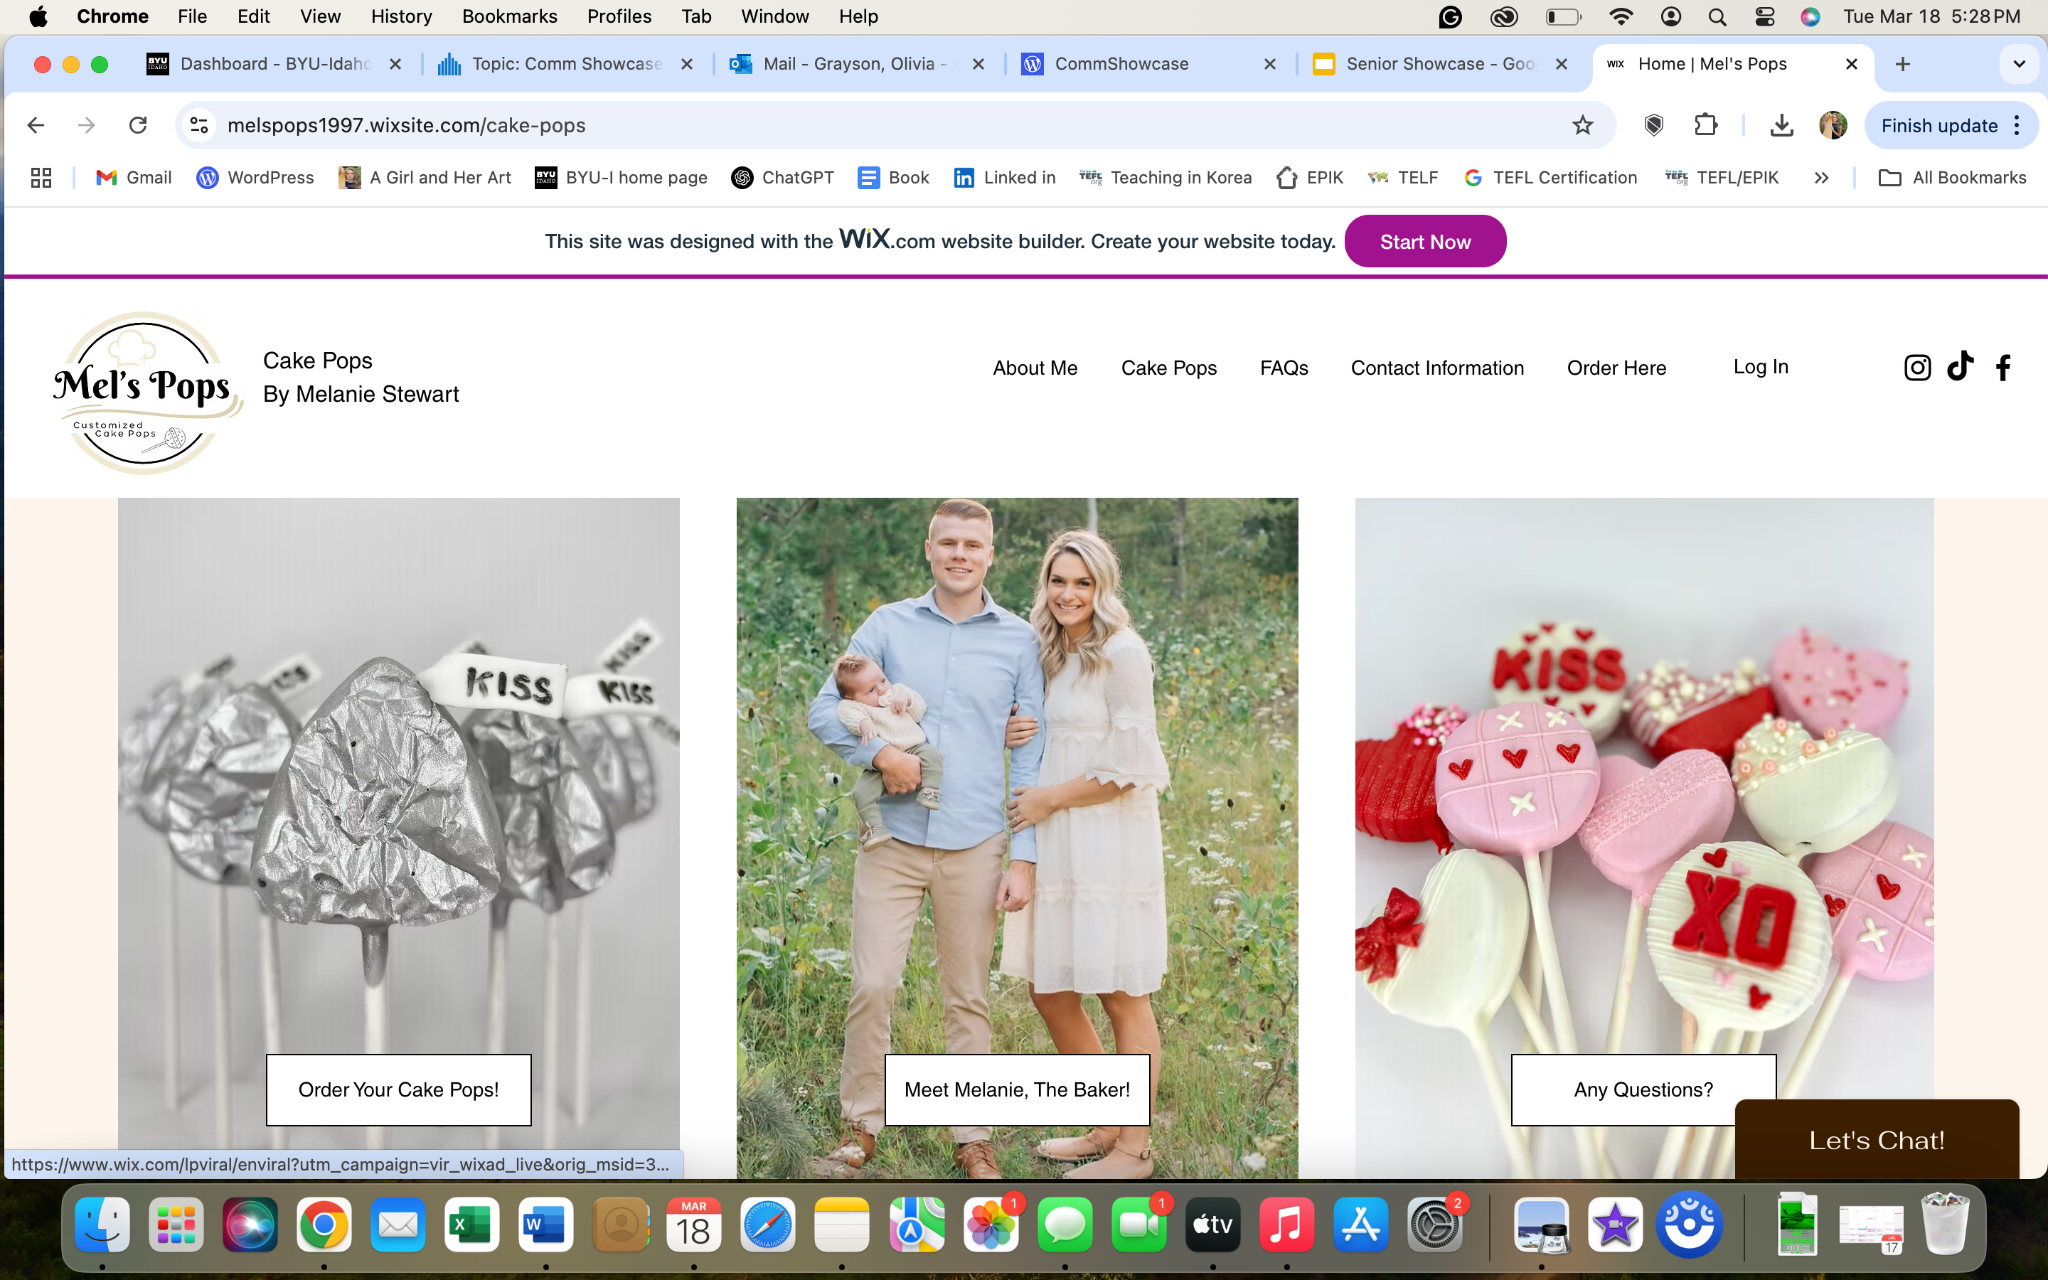 Chrome File Edit View History Bookmarks Profiles Tab Window Help Tue Mar 18 5:28 PM
Dashboard - BYU-Idaho Topic: Comm Showcase Mail - Grayson, Olivia - CommShowcase Senior Showcase - Goo WIX Home | Mel's Pops
melspops1997.wixsite.com/cake-pops Finish update
Gmail WordPress A Girl and Her Art BYU-I home page ChatGPT Book Linked in Teaching in Korea EPIK TELF TEFL Certification TEFL/EPIK All Bookmarks
This site was designed with the WiX.com website builder. Create your website today. Start Now
Mel's Pops
Customized
Cake Pops
Cake Pops
By Melanie Stewart
About Me Cake Pops FAQs Contact Information Order Here Log In
KISS
KISS
KISS
KISS
XO
Order Your Cake Pops!
Meet Melanie, The Baker!
Any Questions?
Let's Chat!
https://www.wix.com/lpviral/enviral?utm_campaign=vir_wixad_live&orig_msid=3...
MAR
18
1
1
tv
2
17